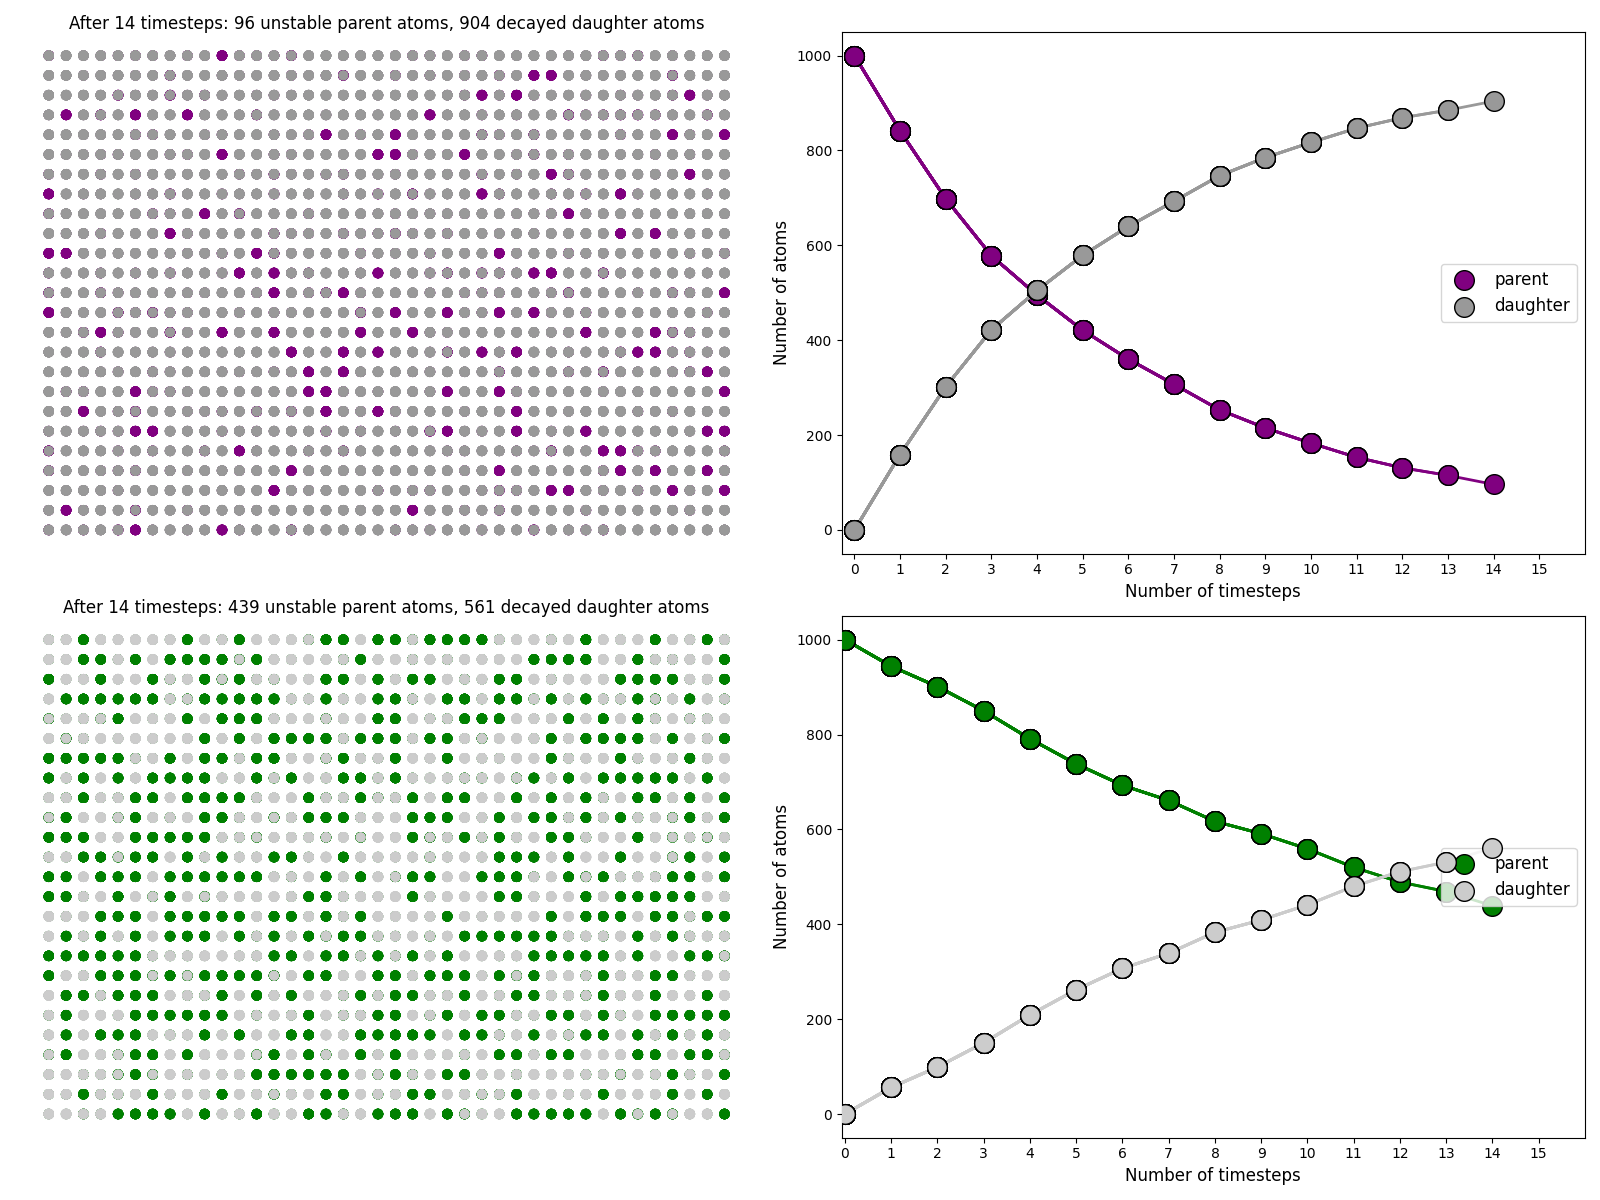 After 14 timesteps: 96 unstable parent atoms, 904 decayed daughter atoms
1000
800
600
400
200
0
Number of atoms
parent
daughter
0 1 2 3 4 5 6 7 8 9 10 11 12 13 14 15
Number of timesteps
After 14 timesteps: 439 unstable parent atoms, 561 decayed daughter atoms
1000
800
600
400
200
0
Number of atoms
parent
daughter
0 1 2 3 4 5 6 7 8 9 10 11 12 13 14 15
Number of timesteps